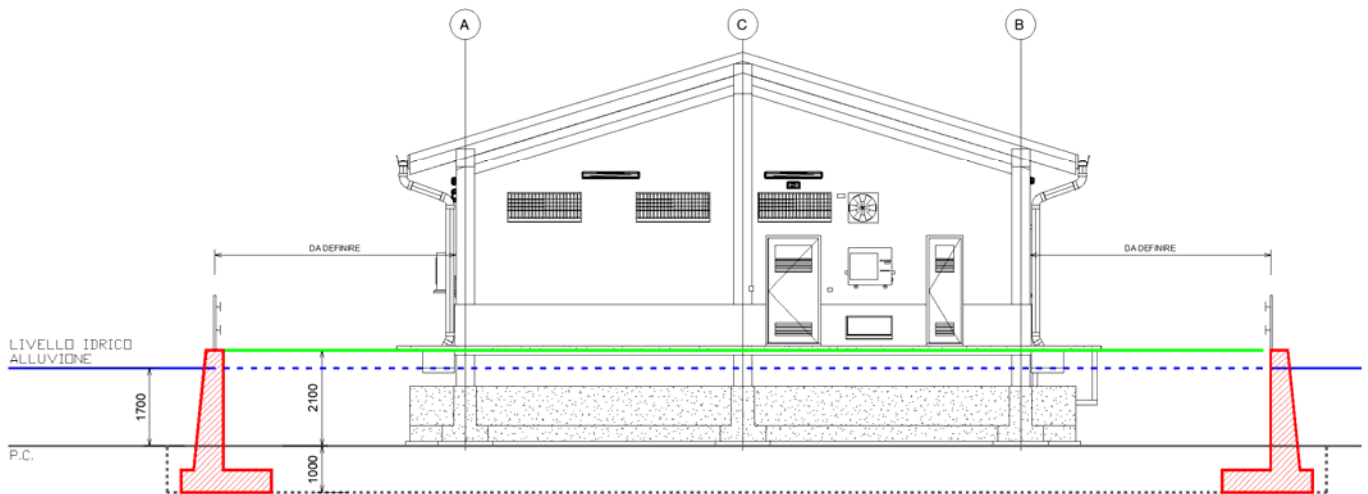 A
C
B
DA DEFINIRE
DA DEFINIRE
LIVELLO IDRICO
ALLUVIONE
1700
2100
P.C.
1000